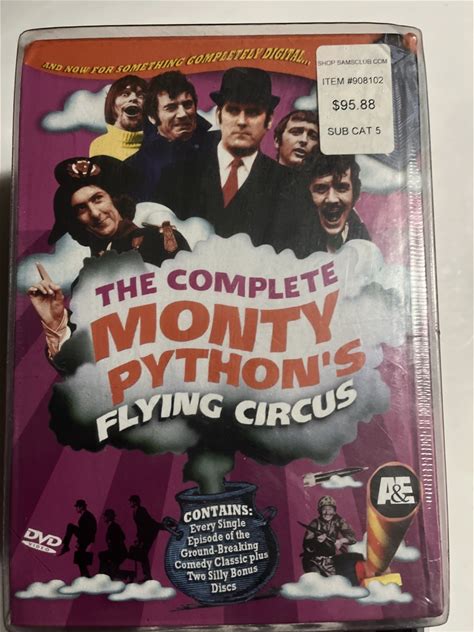 AND NOW FOR SOMETHING COMPLETELY DIGITAL...
SHOP SAMSCLUB.COM
ITEM #908102
$95.88
SUB CAT 5
THE COMPLETE
MONTY
PYTHON'S
FLYING CIRCUS
CONTAINS:
Every Single
Episode of the
Ground-Breaking
Comedy Classic plus
Two Silly Bonus
Discs
DVD
VIDEO
A&E